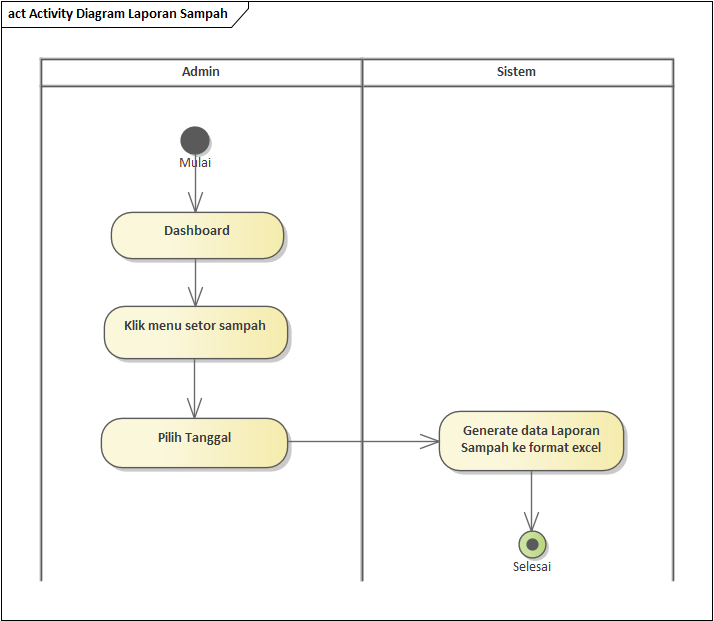 act Activity Diagram Laporan Sampah
Admin
Sistem
Mulai
Dashboard
Klik menu setor sampah
Pilih Tanggal
Generate data Laporan
Sampah ke format excel
Selesai